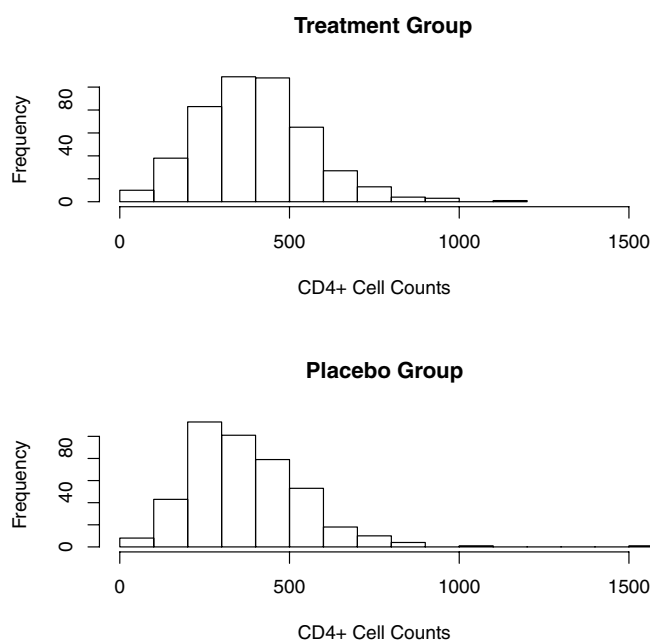 Treatment Group
Frequency
0
40
80
0 500 1000 1500
CD4+ Cell Counts
Placebo Group
Frequency
0
40
80
0 500 1000 1500
CD4+ Cell Counts